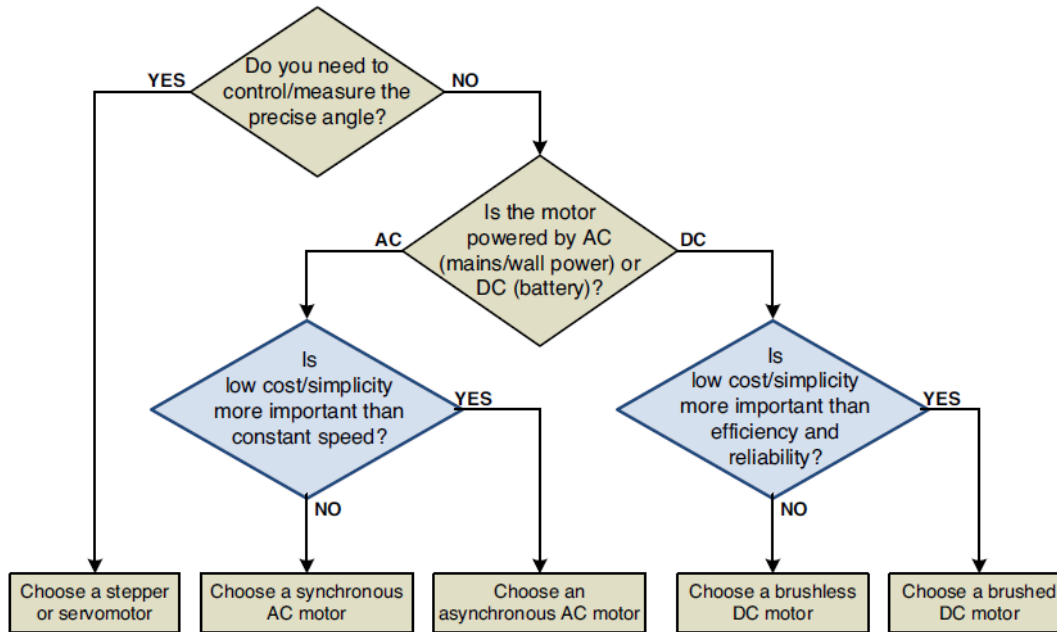 Do you need to
control/measure the
precise angle?
YES
NO
Is the motor
powered by AC
(mains/wall power) or
DC (battery)?
AC
DC
Is
low cost/simplicity
more important than
constant speed?
YES
NO
Is
low cost/simplicity
more important than
efficiency and
reliability?
YES
NO
Choose a stepper
or servomotor
Choose a synchronous
AC motor
Choose an
asynchronous AC motor
Choose a brushless
DC motor
Choose a brushed
DC motor